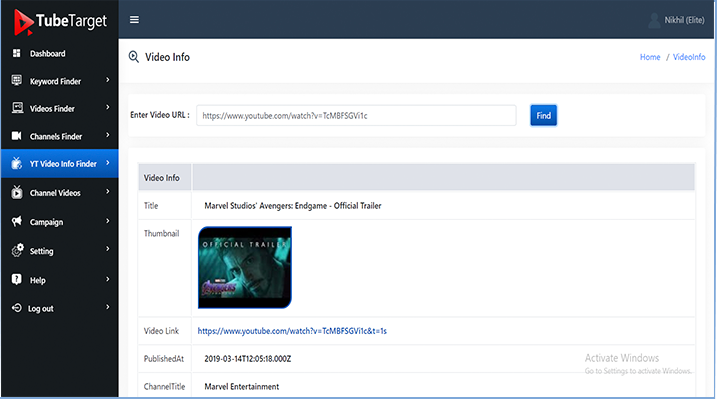 TubeTarget
Nikhil (Elite)
Dashboard
Keyword Finder
Videos Finder
Channels Finder
YT Video Info Finder
Channel Videos
Campaign
Setting
Help
Log out
Video Info
Home / VideoInfo
Enter Video URL :
https://www.youtube.com/watch?v=TcMBFSGVi1c
Find
Video Info
Title
Marvel Studios' Avengers: Endgame - Official Trailer
Thumbnail
OFFICIAL TRAILER
AVENGERS
Video Link
https://www.youtube.com/watch?v=TcMBFSGVi1c&t=1s
PublishedAt
2019-03-14T12:05:18.000Z
ChannelTitle
Marvel Entertainment
Activate Windows
Go to Settings to activate Windows.